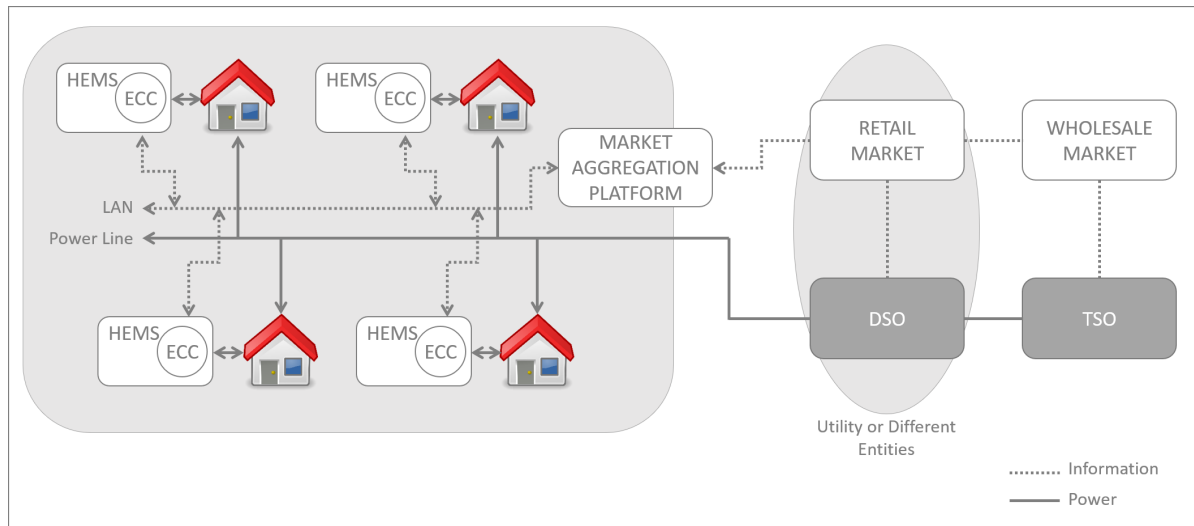 HEMS
ECC
HEMS
ECC
MARKET
AGGREGATION
PLATFORM
RETAIL
MARKET
WHOLESALE
MARKET
LAN
Power Line
HEMS
ECC
HEMS
ECC
DSO
TSO
Utility or Different
Entities
Information
Power